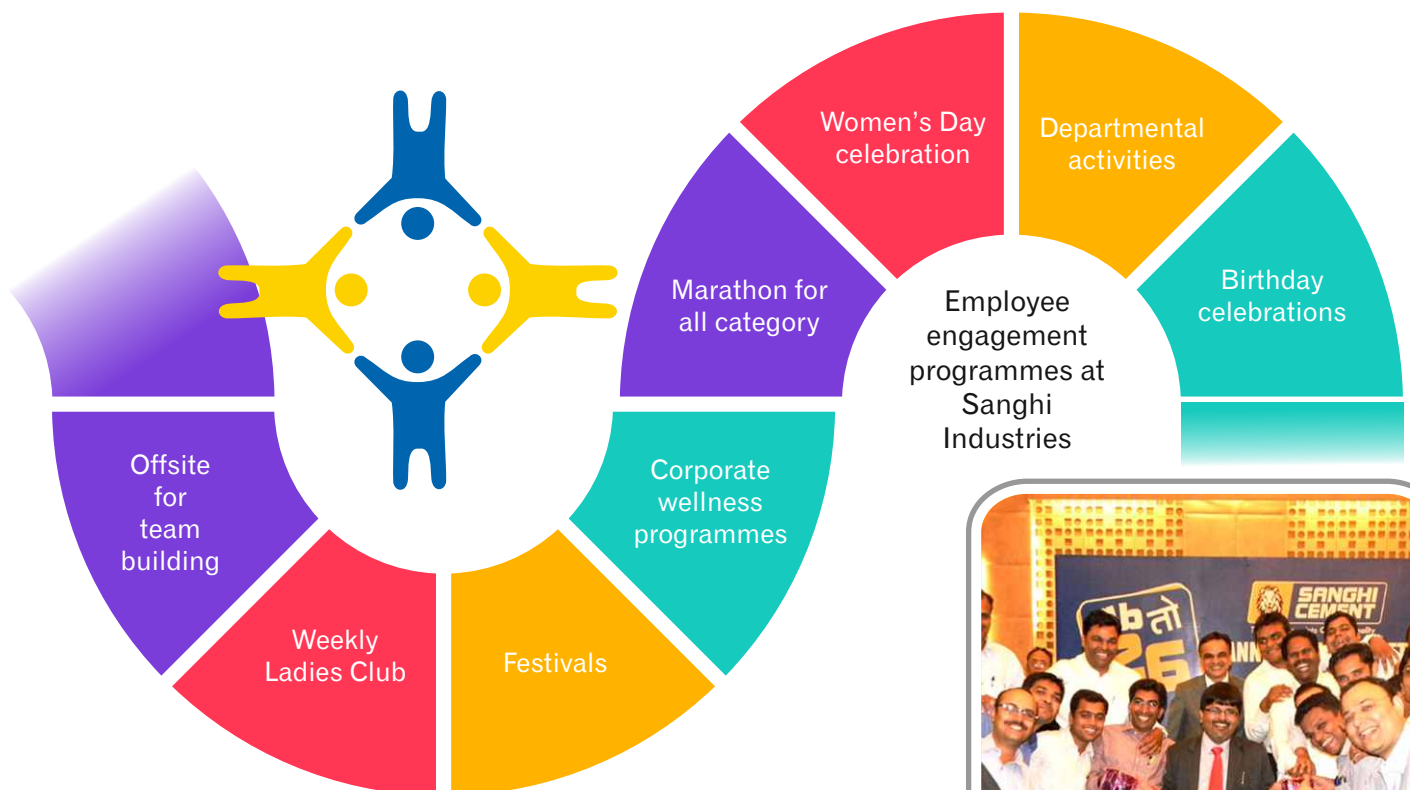 Women's Day
celebration
Departmental
activities
Marathon for
all category
Birthday
celebrations
Employee
engagement
programmes at
Sanghi
Industries
Offsite
for
team
building
Corporate
wellness
programmes
Weekly
Ladies Club
Festivals
तो
SANGHI
CEMENT